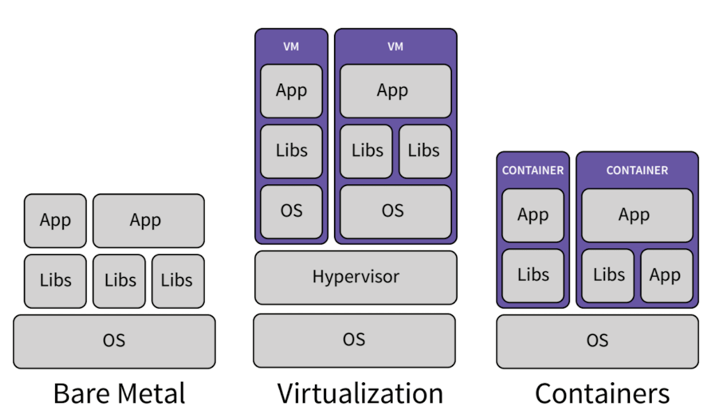 App
App
Libs
Libs
Libs
OS
Bare Metal
VM
App
Libs
OS
VM
App
Libs
Libs
OS
Hypervisor
OS
Virtualization
CONTAINER
App
Libs
CONTAINER
App
Libs
App
OS
Containers